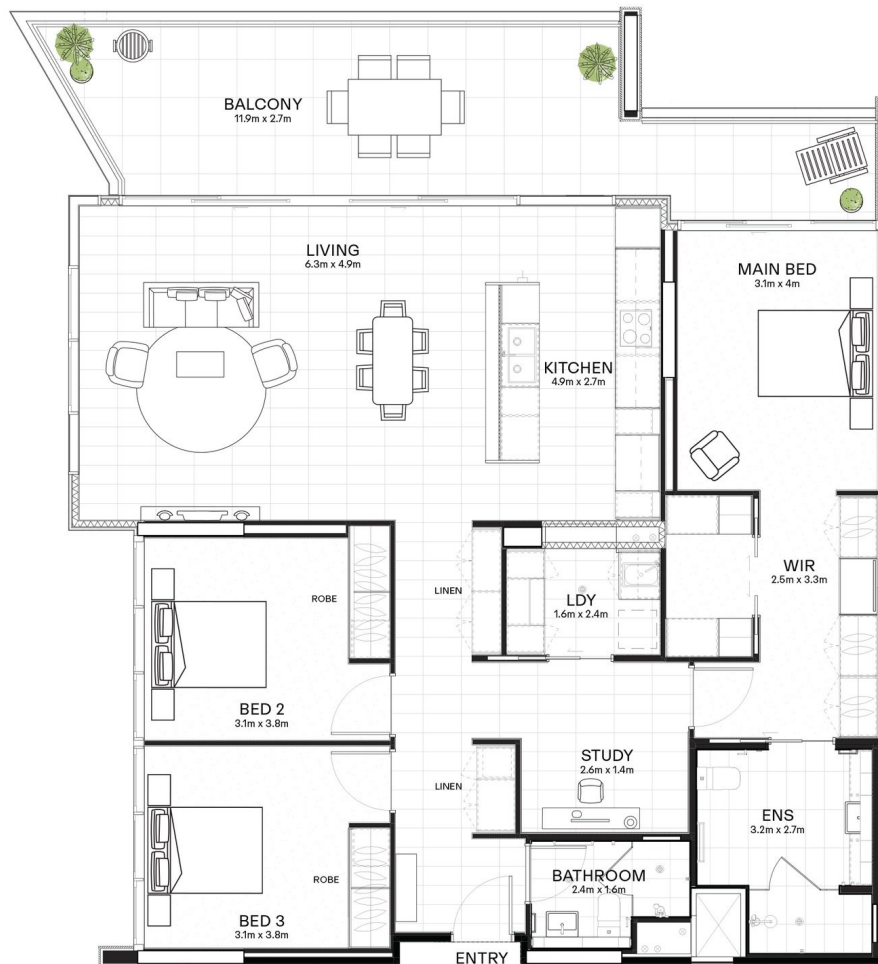 BALCONY
11.9m x 2.7m
LIVING
6.3m x 4.9m
MAIN BED
3.1m x 4m
KITCHEN
4.9m x 2.7m
WIR
2.5m x 3.3m
ROBE
LINEN
LDY
1.6m x 2.4m
BED 2
3.1m x 3.8m
STUDY
2.6m x 1.4m
LINEN
ENS
3.2m x 2.7m
ROBE
BATHROOM
2.4m x 1.6m
BED 3
3.1m x 3.8m
ENTRY